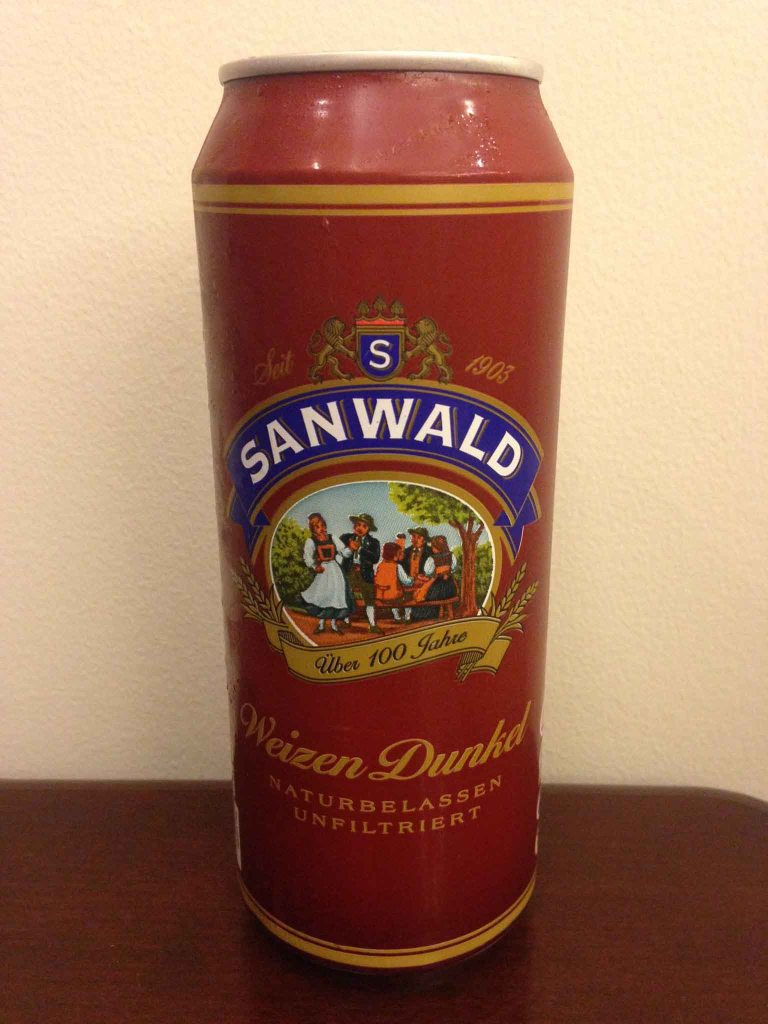 S
Seit 1903
SANWALD
Über 100 Jahre
Weizen Dunkel
NATURBELASSEN
UNFILTRIERT